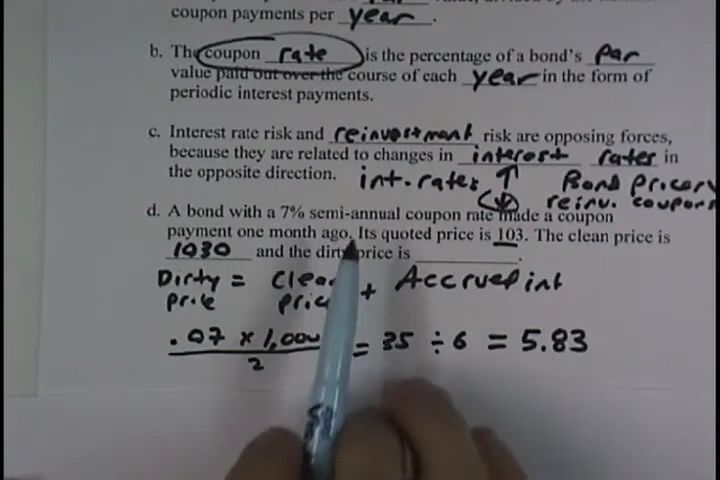 coupon payments per year.
b. The coupon rate is the percentage of a bond's par
value paid out over the course of each year in the form of
periodic interest payments.
c. Interest rate risk and reinvestment risk are opposing forces,
because they are related to changes in interest rates in
the opposite direction. int. rates ↑ Bond prices↓
reinv. coupons
d. A bond with a 7% semi-annual coupon rate made a coupon
payment one month ago. Its quoted price is 103. The clean price is
1030 and the dirty price is ________.
Dirty price = Clean price + Accrued int
.07 x 1,000 / 2 = 35 ÷ 6 = 5.83